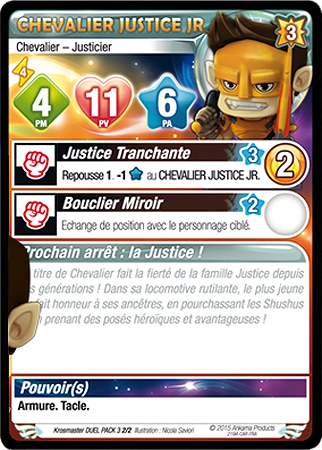 CHEVALIER JUSTICE JR
3
Chevalier – Justicier
4
4
PM
11
PV
6
PA
Justice Tranchante
3
2
Repousse 1. -1 au CHEVALIER JUSTICE JR.
Bouclier Miroir
2
Echange de position avec le personnage ciblé.
Prochain arrêt : la Justice !
titre de Chevalier fait la fierté de la famille Justice depuis
générations ! Dans sa locomotive rutilante, le plus jeune
fait honneur à ses ancêtres, en pourchassant les Shushus
prenant des posés héroïques et avantageuses !
Pouvoir(s)
Armure. Tacle.
Krosmaster DUEL PACK 3 2/2 Illustration : Nicola Saviori
© 2015 Ankama Products